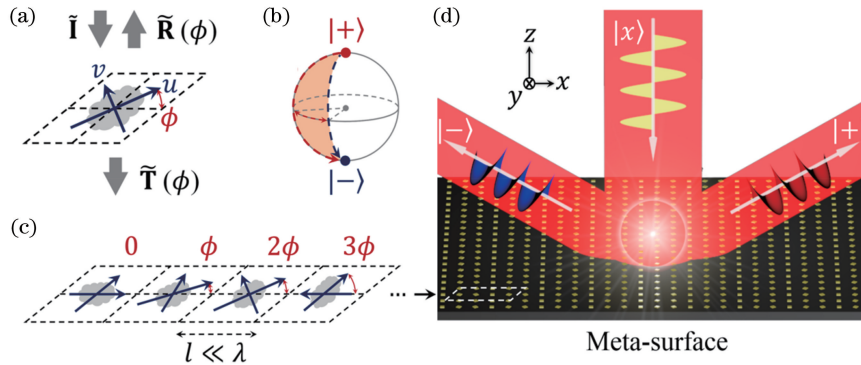 (a)
Ĩ R̃(ϕ)
v u
ϕ
T̃(ϕ)
(b)
|+⟩
|−⟩
(c)
0 ϕ 2ϕ 3ϕ
...
l ≪ λ
(d)
|x⟩
z
y x
|−⟩
|+⟩
Meta-surface